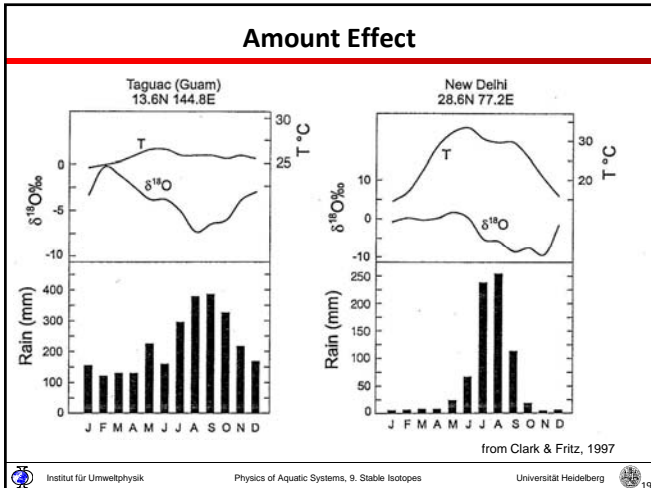 Amount Effect
Taguac (Guam)
13.6N 144.8E
30
25
T °C
T
0
-5
-10
δ¹⁸O‰
δ¹⁸O
400
300
200
100
0
Rain (mm)
J F M A M J J A S O N D
New Delhi
28.6N 77.2E
30
20
T °C
T
10
0
-10
δ¹⁸O‰
δ¹⁸O
250
200
150
100
50
0
Rain (mm)
J F M A M J J A S O N D
from Clark & Fritz, 1997
Institut für Umweltphysik Physics of Aquatic Systems, 9. Stable Isotopes Universität Heidelberg 19